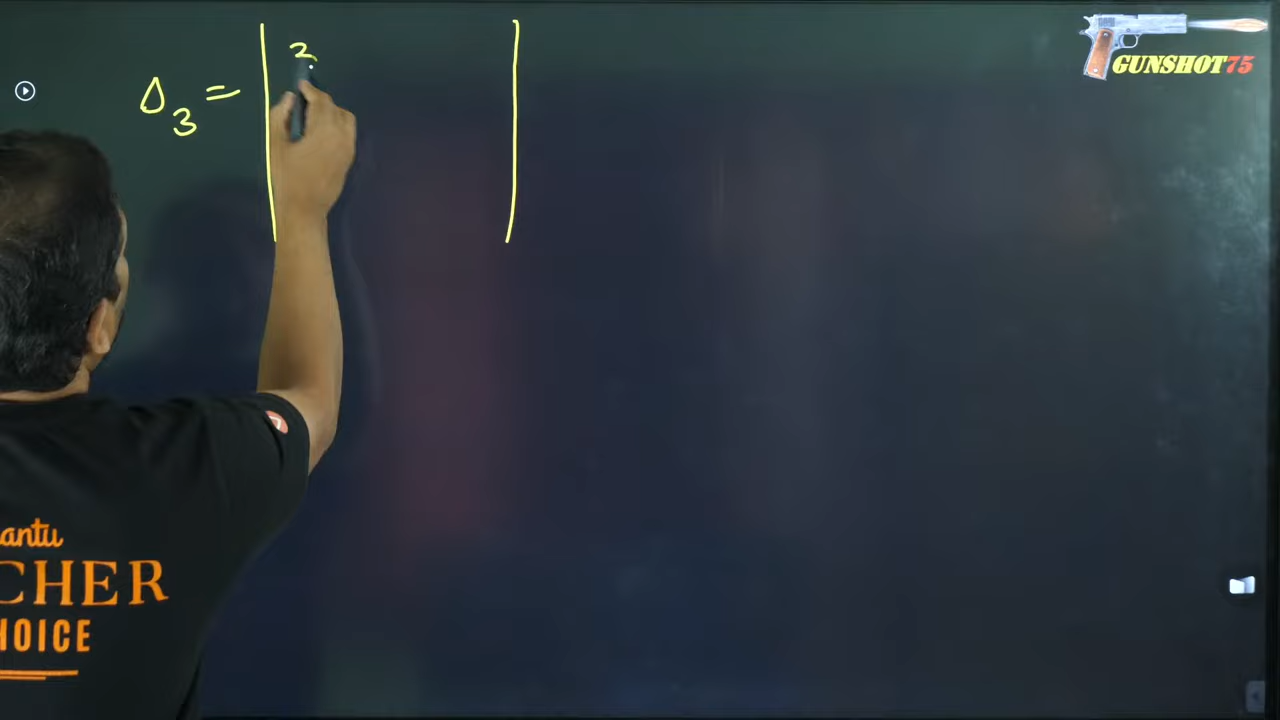 Δ₃ = | 2 |
GUNSHOT75
antu
CHER
HOICE